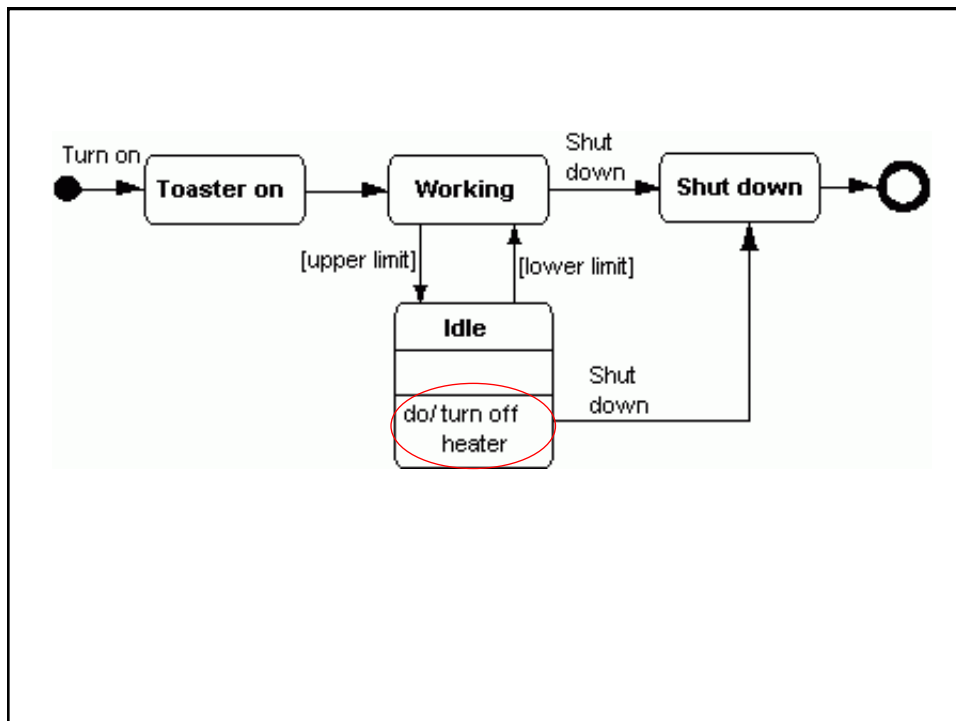 Turn on
Toaster on
Working
Shut
down
Shut down
[upper limit]
[lower limit]
Idle
do/ turn off
heater
Shut
down